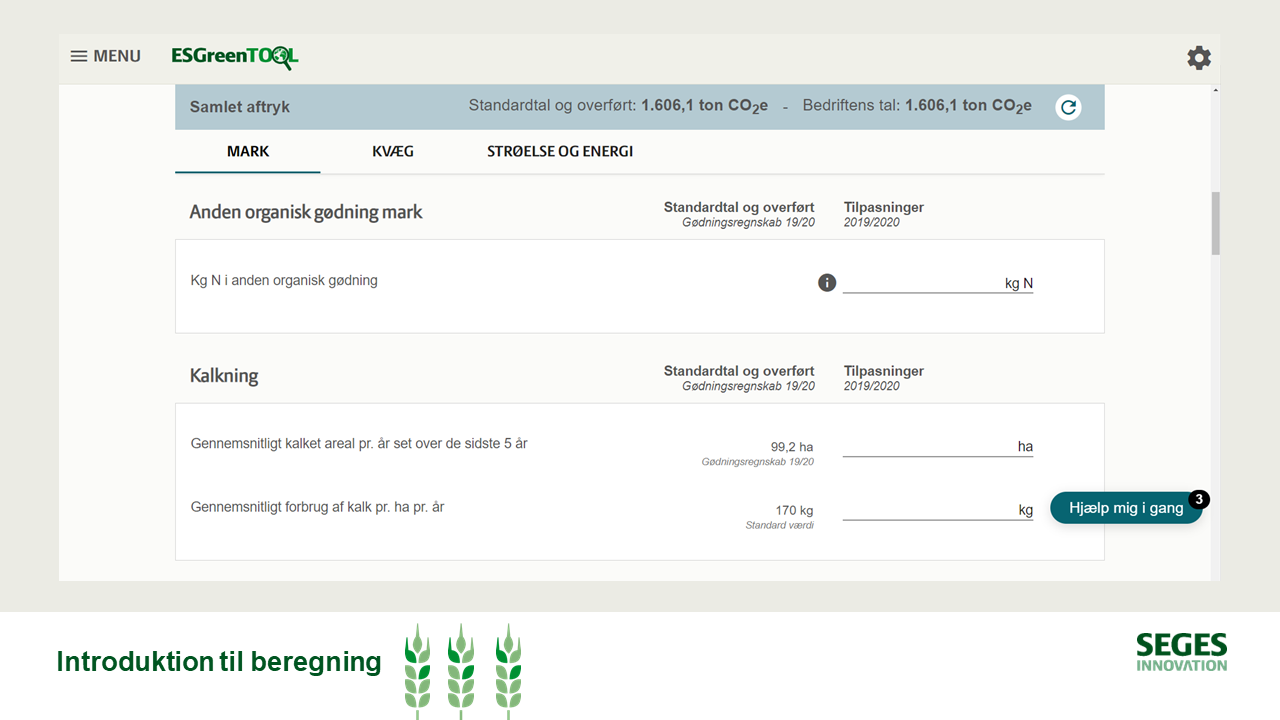 MENU
ESGreenTOOL
Samlet aftryk
Standardtal og overført: 1.606,1 ton CO2e - Bedriftens tal: 1.606,1 ton CO2e
MARK
KVÆG
STRØELSE OG ENERGI
Anden organisk gødning mark
Standardtal og overført
Gødningsregnskab 19/20
Tilpasninger
2019/2020
Kg N i anden organisk gødning
i
kg N
Kalkning
Standardtal og overført
Gødningsregnskab 19/20
Tilpasninger
2019/2020
Gennemsnitligt kalket areal pr. år set over de sidste 5 år
99,2 ha
Gødningsregnskab 19/20
ha
Gennemsnitligt forbrug af kalk pr. ha pr. år
170 kg
Standard værdi
kg
Hjælp mig i gang
3
Introduktion til beregning
SEGES
INNOVATION